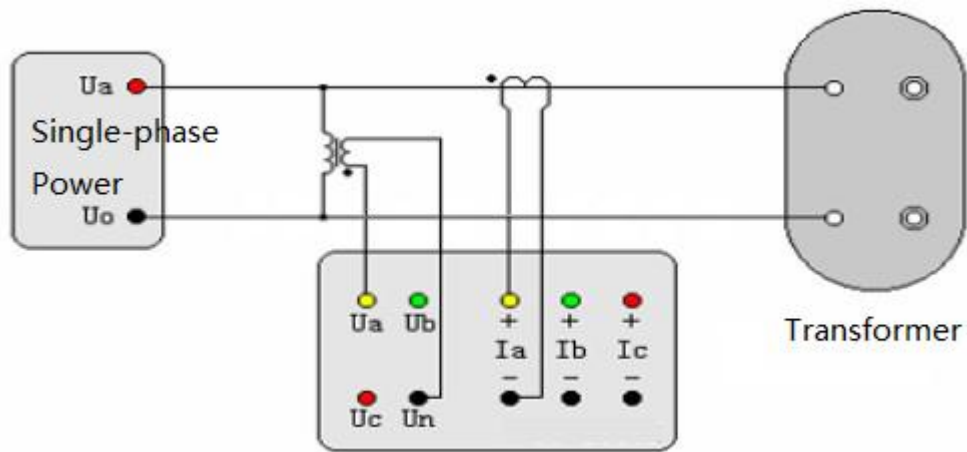 Ua
Single-phase
Power
Uo
Ua Ub
+ + +
Ia Ib Ic
- - -
Uc Un
Transformer